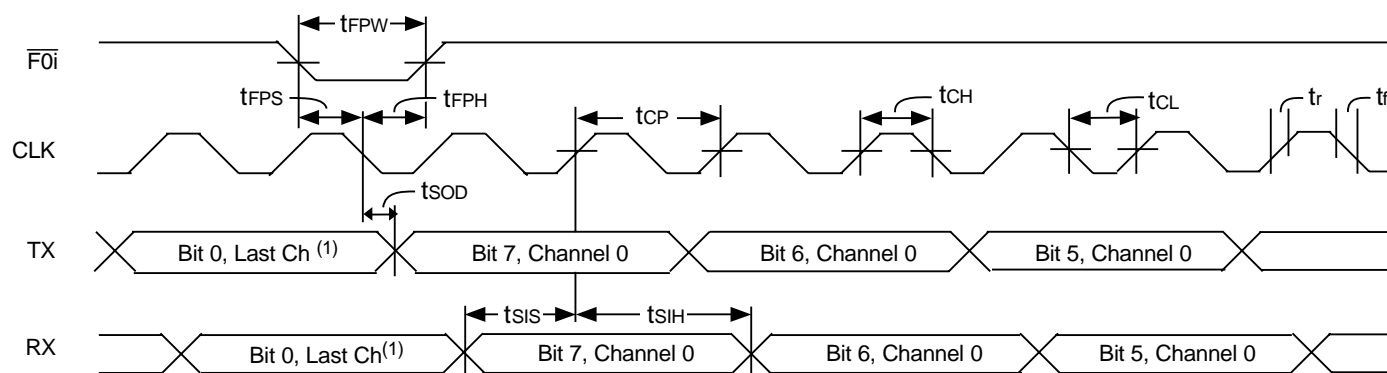 tFPW
F0i
tFPS
tFPH
tCP
tCH
tCL
tr
tf
CLK
tSOD
TX
Bit 0, Last Ch (1)
Bit 7, Channel 0
Bit 6, Channel 0
Bit 5, Channel 0
tSIS
tSIH
RX
Bit 0, Last Ch(1)
Bit 7, Channel 0
Bit 6, Channel 0
Bit 5, Channel 0